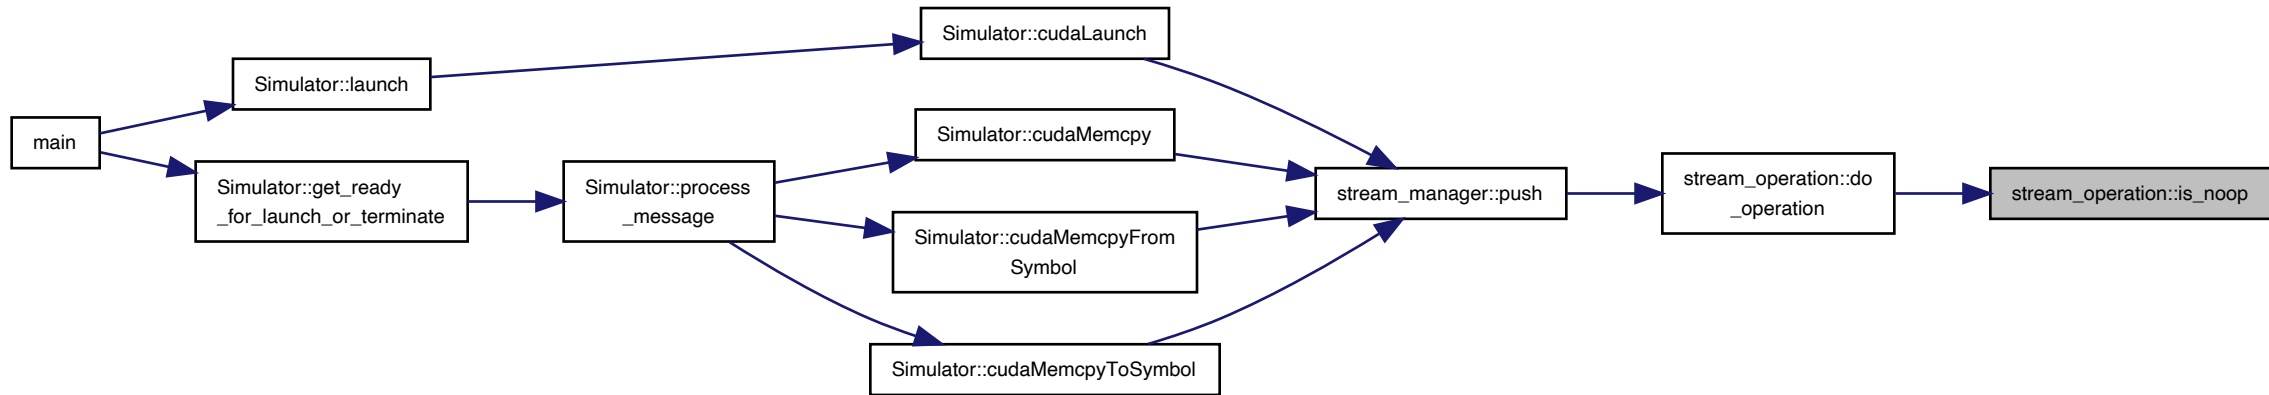 main
Simulator::launch
Simulator::get_ready
_for_launch_or_terminate
Simulator::process
_message
Simulator::cudaLaunch
Simulator::cudaMemcpy
Simulator::cudaMemcpyFrom
Symbol
Simulator::cudaMemcpyToSymbol
stream_manager::push
stream_operation::do
_operation
stream_operation::is_noop